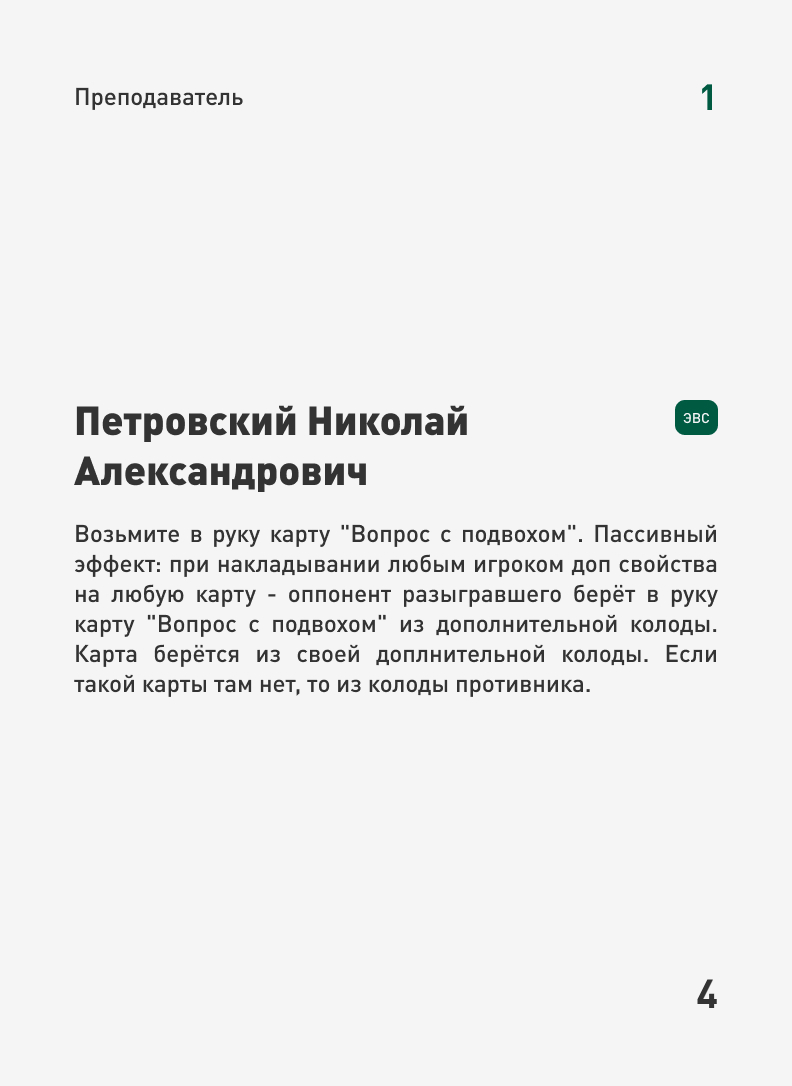 Преподаватель
1
Петровский Николай
Александрович
ЭВС
Возьмите в руку карту "Вопрос с подвохом". Пассивный
эффект: при накладывании любым игроком доп свойства
на любую карту - оппонент разыгравшего берёт в руку
карту "Вопрос с подвохом" из дополнительной колоды.
Карта берётся из своей доплнительной колоды. Если
такой карты там нет, то из колоды противника.
4